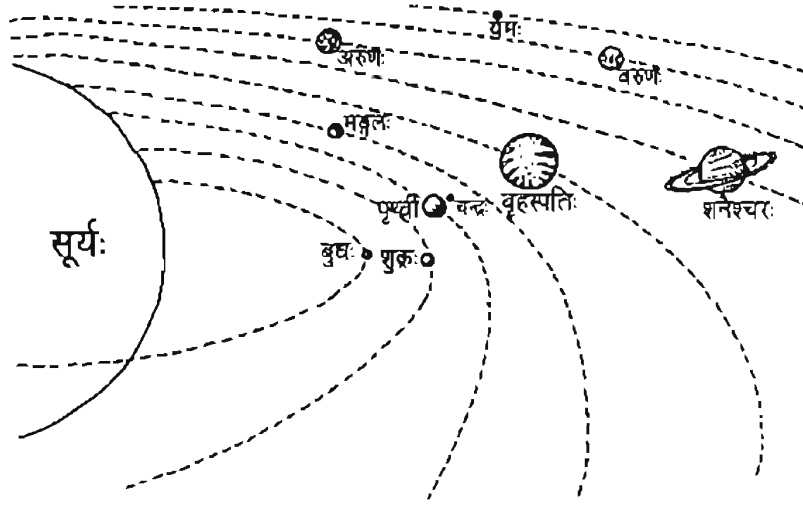 यमः
अरुणः
वरुणः
मङ्गलः
पृथ्वी
चन्द्रः
वृहस्पतिः
शनैश्चरः
सूर्यः
बुधः
शुक्रः